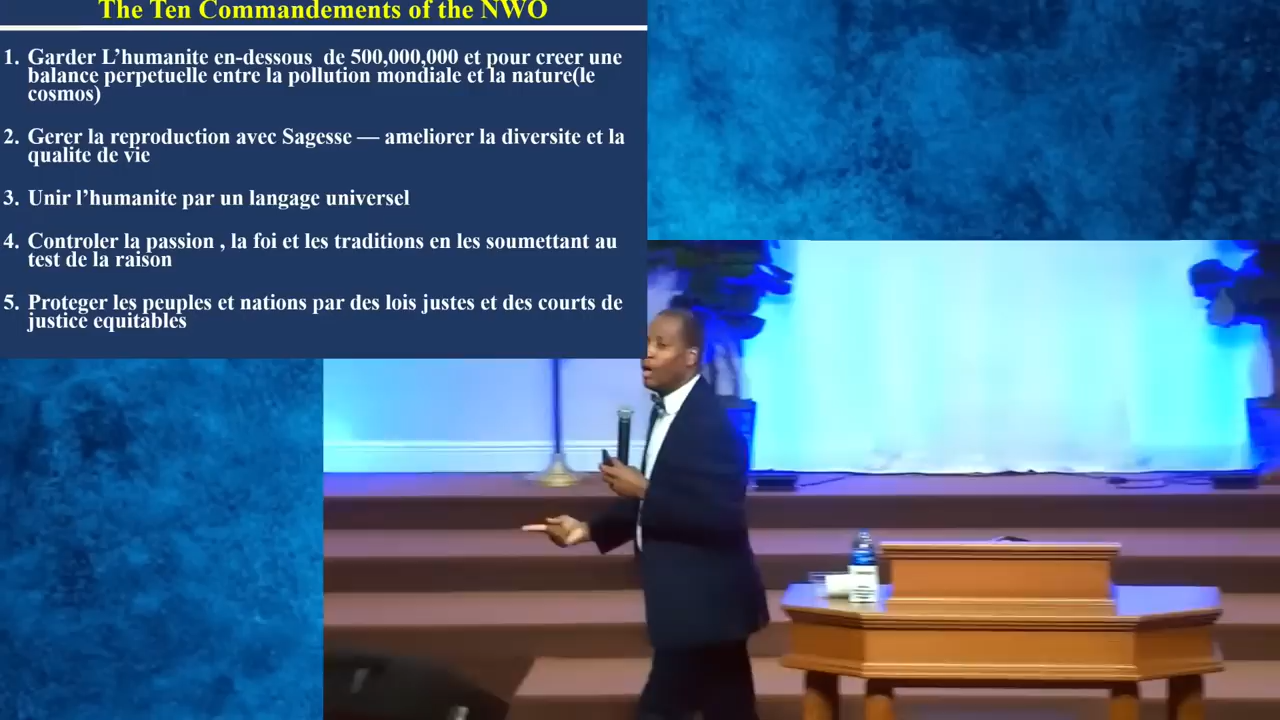 The Ten Commandements of the NWO
1. Garder L'humanite en-dessous de 500,000,000 et pour creer une
balance perpetuelle entre la pollution mondiale et la nature(le
cosmos)
2. Gerer la reproduction avec Sagesse — ameliorer la diversite et la
qualite de vie
3. Unir l'humanite par un langage universel
4. Controler la passion , la foi et les traditions en les soumettant au
test de la raison
5. Proteger les peuples et nations par des lois justes et des courts de
justice equitables